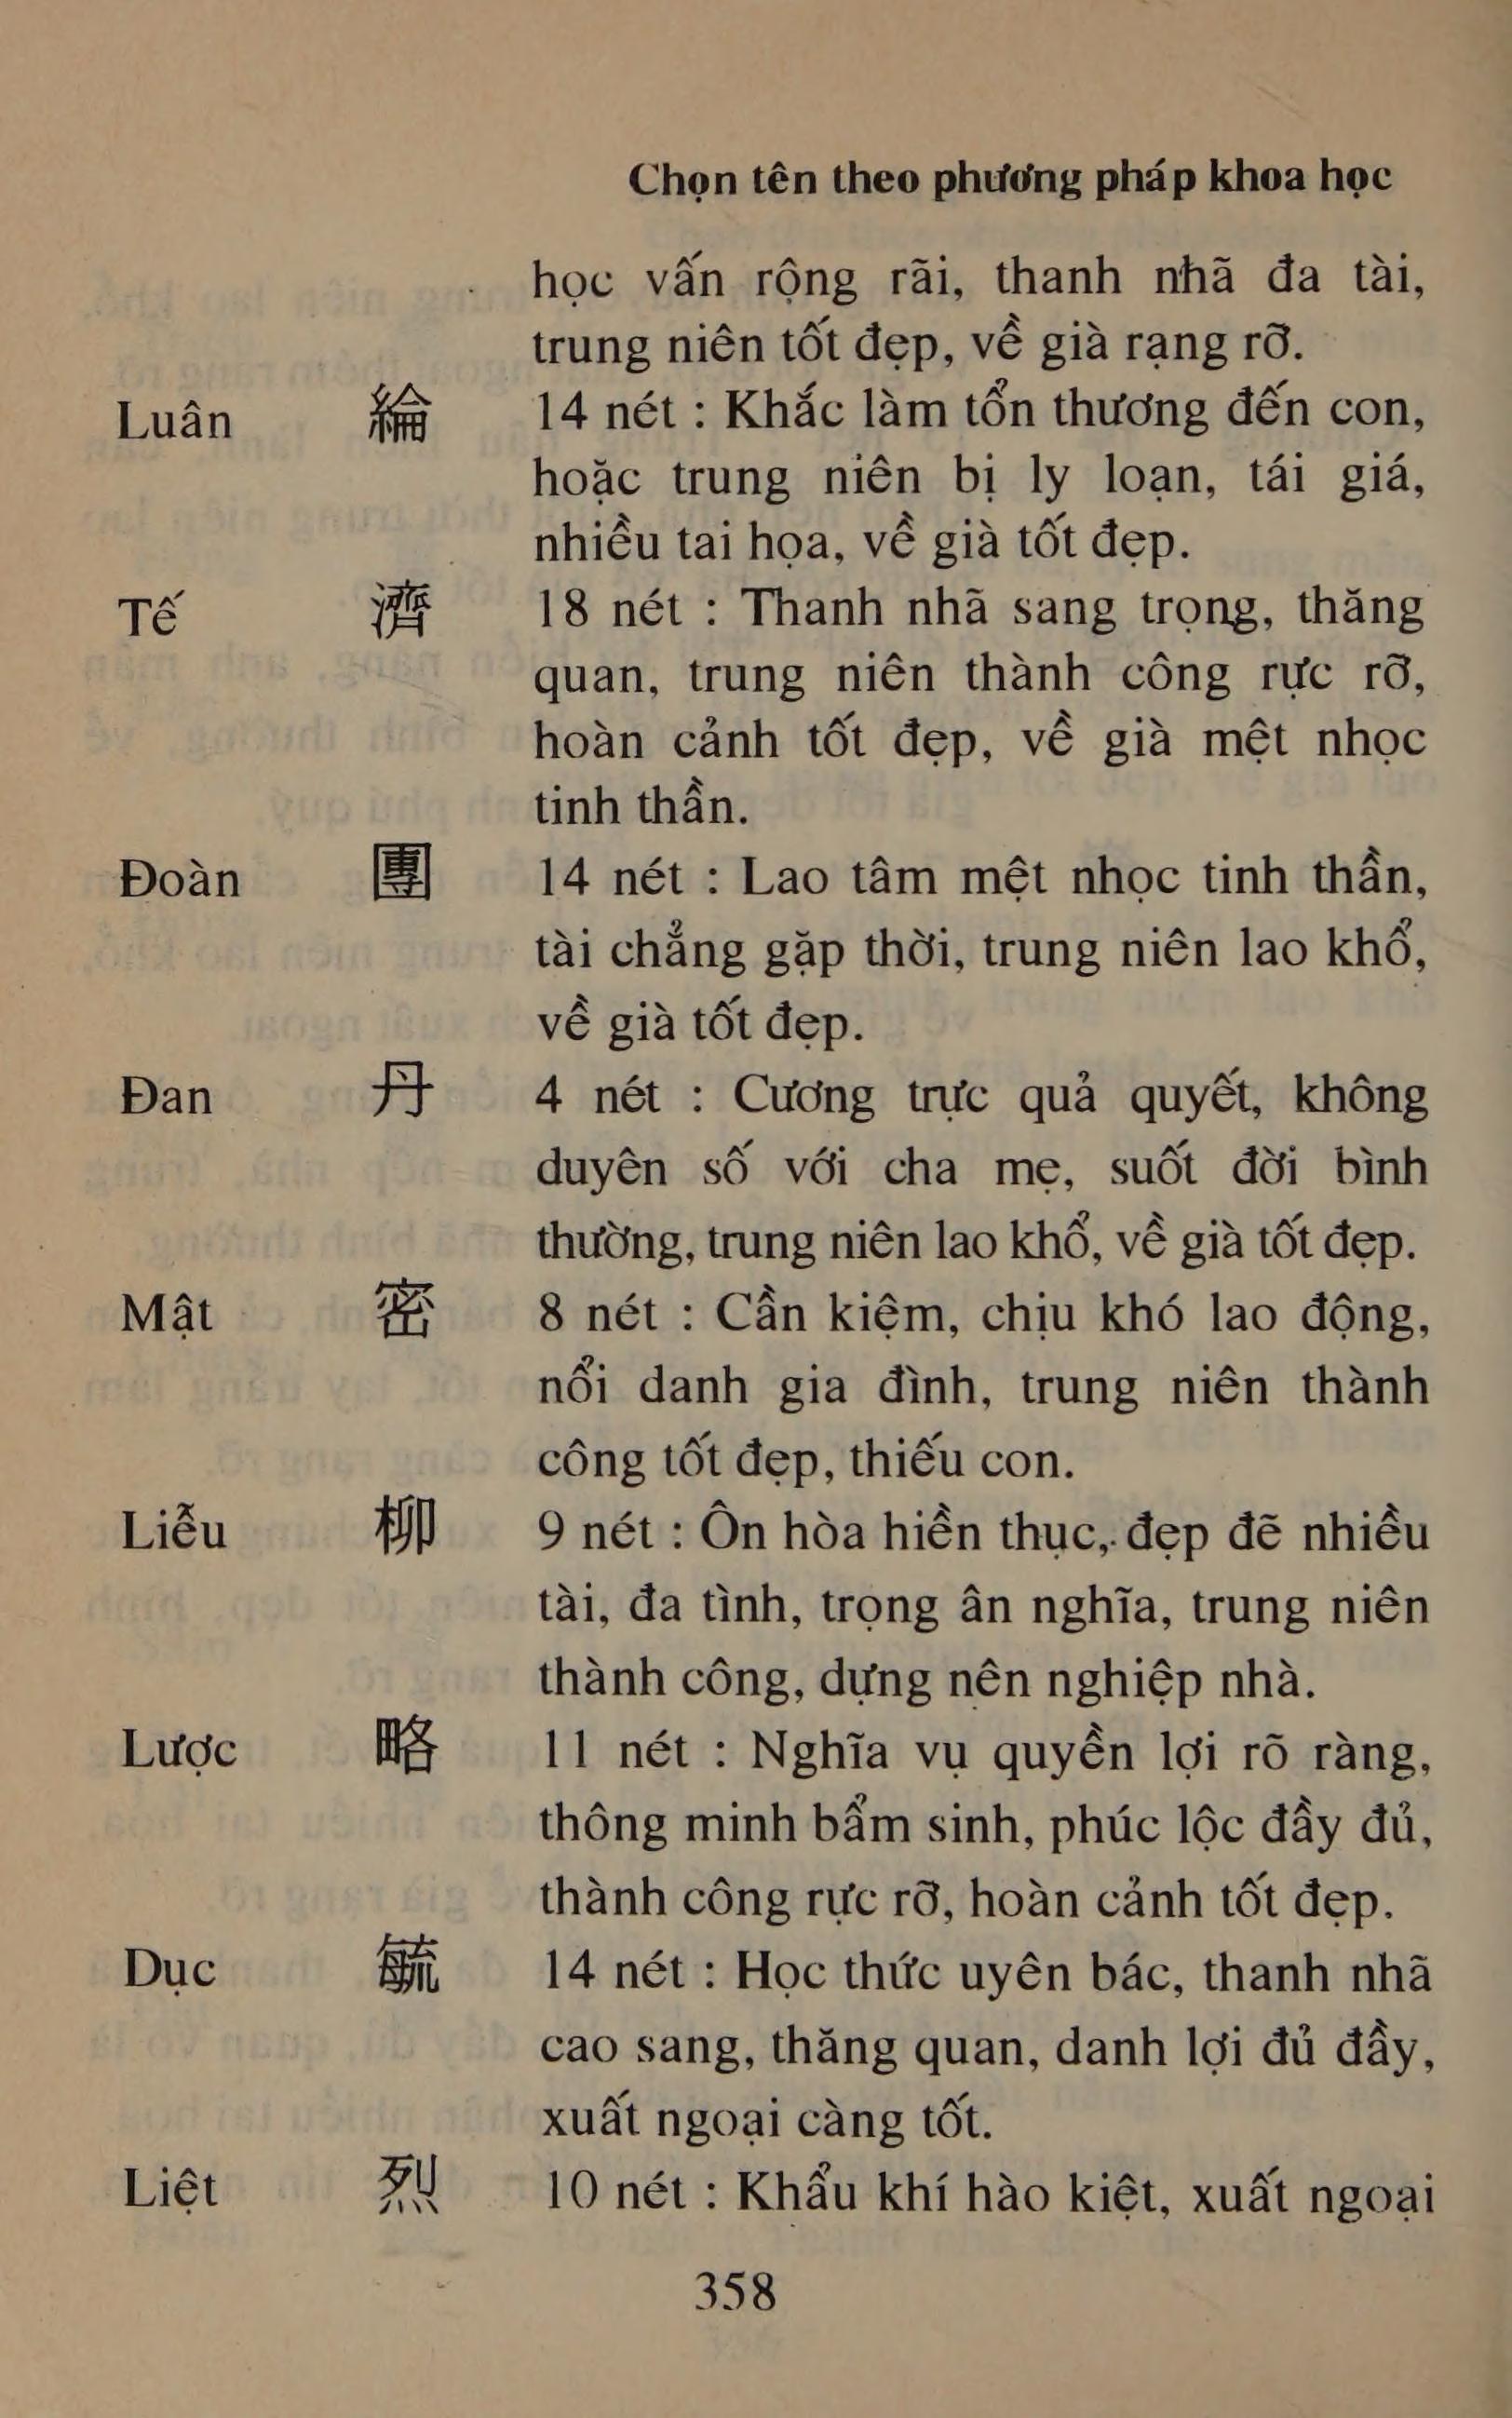 Chọn tên theo phương pháp khoa học
học vấn rộng rãi, thanh nhã đa tài,
trung niên tốt đẹp, về già rạng rỡ.
Luân 綸 14 nét : Khắc làm tổn thương đến con,
hoặc trung niên bị ly loạn, tái giá,
nhiều tai họa, về già tốt đẹp.
Tế 濟 18 nét : Thanh nhã sang trọng, thăng
quan, trung niên thành công rực rỡ,
hoàn cảnh tốt đẹp, về già mệt nhọc
tinh thần.
Đoàn 團 14 nét : Lao tâm mệt nhọc tinh thần,
tài chẳng gặp thời, trung niên lao khổ,
về già tốt đẹp.
Đan 丹 4 nét : Cương trực quả quyết, không
duyên số với cha mẹ, suốt đời bình
thường, trung niên lao khổ, về già tốt đẹp.
Mật 密 8 nét : Cần kiệm, chịu khó lao động,
nổi danh gia đình, trung niên thành
công tốt đẹp, thiếu con.
Liễu 柳 9 nét : Ôn hòa hiền thục, đẹp đẽ nhiều
tài, đa tình, trọng ân nghĩa, trung niên
thành công, dựng nên nghiệp nhà.
Lược 略 11 nét : Nghĩa vụ quyền lợi rõ ràng,
thông minh bẩm sinh, phúc lộc đầy đủ,
thành công rực rỡ, hoàn cảnh tốt đẹp.
Dục 毓 14 nét : Học thức uyên bác, thanh nhã
cao sang, thăng quan, danh lợi đủ đầy,
xuất ngoại càng tốt.
Liệt 烈 10 nét : Khẩu khí hào kiệt, xuất ngoại
358